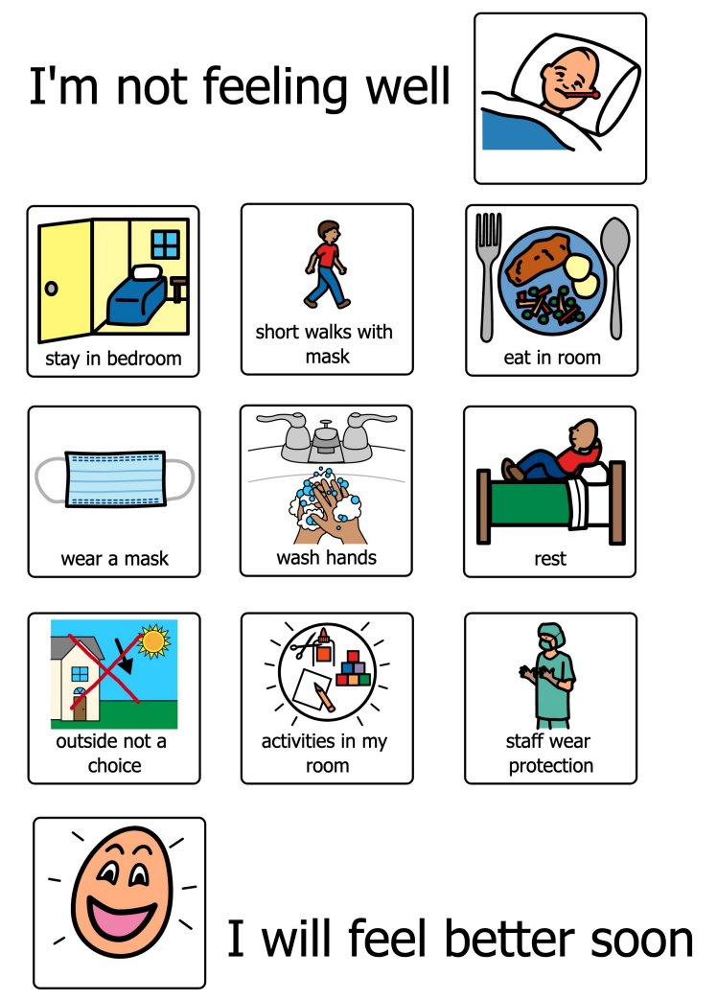 I'm not feeling well
stay in bedroom
short walks with
mask
eat in room
wear a mask
wash hands
rest
outside not a
choice
activities in my
room
staff wear
protection
I will feel better soon